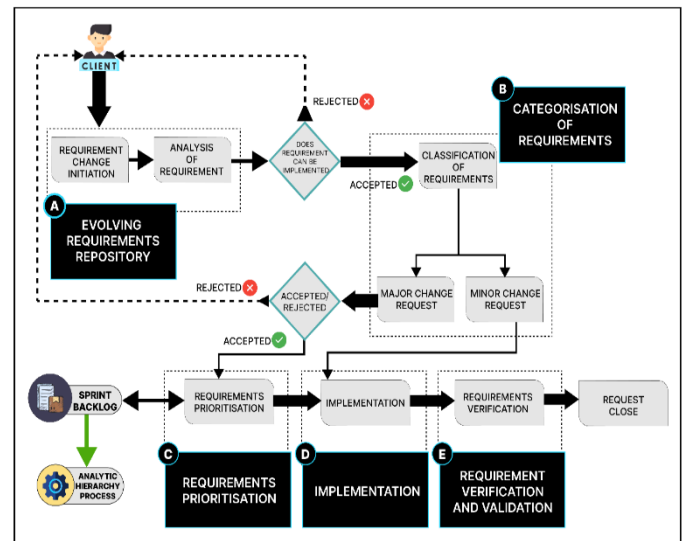 CLIENT
REJECTED
B
CATEGORISATION
OF
REQUIREMENTS
REQUIREMENT
CHANGE
INITIATION
ANALYSIS
OF
REQUIREMENT
DOES
REQUIREMENT
CAN BE
IMPLEMENTED
ACCEPTED
CLASSIFICATION
OF
REQUIREMENTS
A
EVOLVING
REQUIREMENTS
REPOSITORY
REJECTED
ACCEPTED/
REJECTED
MAJOR CHANGE
REQUEST
MINOR CHANGE
REQUEST
ACCEPTED
SPRINT
BACKLOG
REQUIREMENTS
PRIORITISATION
IMPLEMENTATION
REQUIREMENTS
VERIFICATION
REQUEST
CLOSE
ANALYTIC
HIERARCHY
PROCESS
C
REQUIREMENTS
PRIORITISATION
D
IMPLEMENTATION
E
REQUIREMENT
VERIFICATION
AND VALIDATION